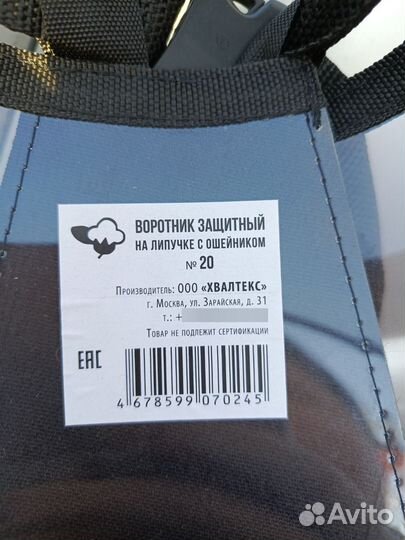 ВОРОТНИК ЗАЩИТНЫЙ
НА ЛИПУЧКЕ С ОШЕЙНИКОМ
№ 20
ПРОИЗВОДИТЕЛЬ: ООО «ХВАЛТЕКС»
Г. МОСКВА, УЛ. ЗАРАЙСКАЯ, Д. 31
Т.: +
ТОВАР НЕ ПОДЛЕЖИТ СЕРТИФИКАЦИИ
EAC
4 678599 070245
Avito